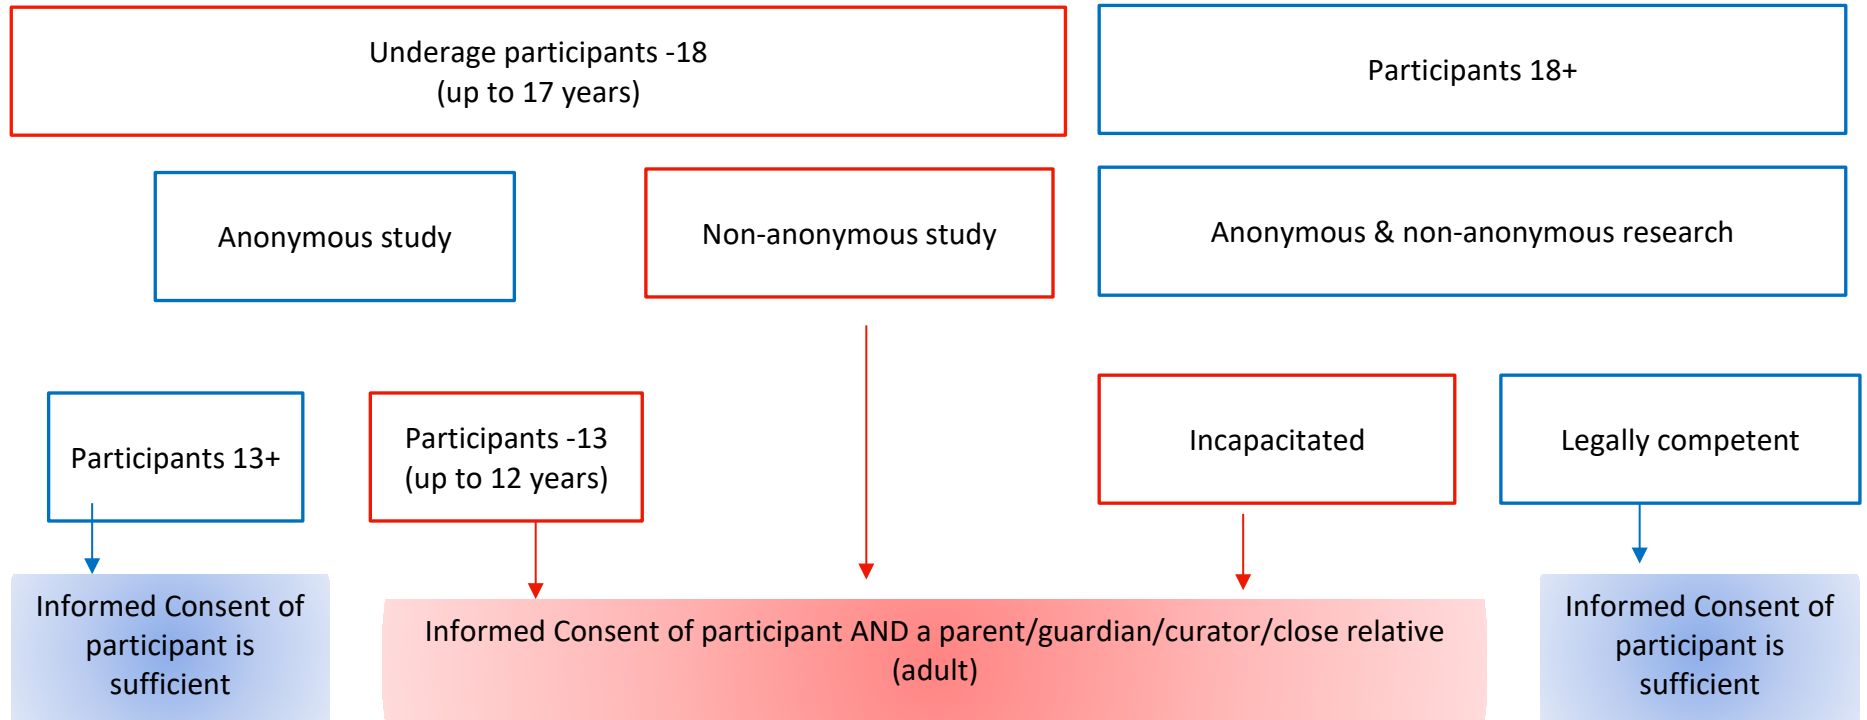 Underage participants -18
(up to 17 years)
Participants 18+
Anonymous study
Non-anonymous study
Anonymous & non-anonymous research
Participants 13+
Participants -13
(up to 12 years)
Incapacitated
Legally competent
Informed Consent of
participant is
sufficient
Informed Consent of participant AND a parent/guardian/curator/close relative
(adult)
Informed Consent of
participant is
sufficient